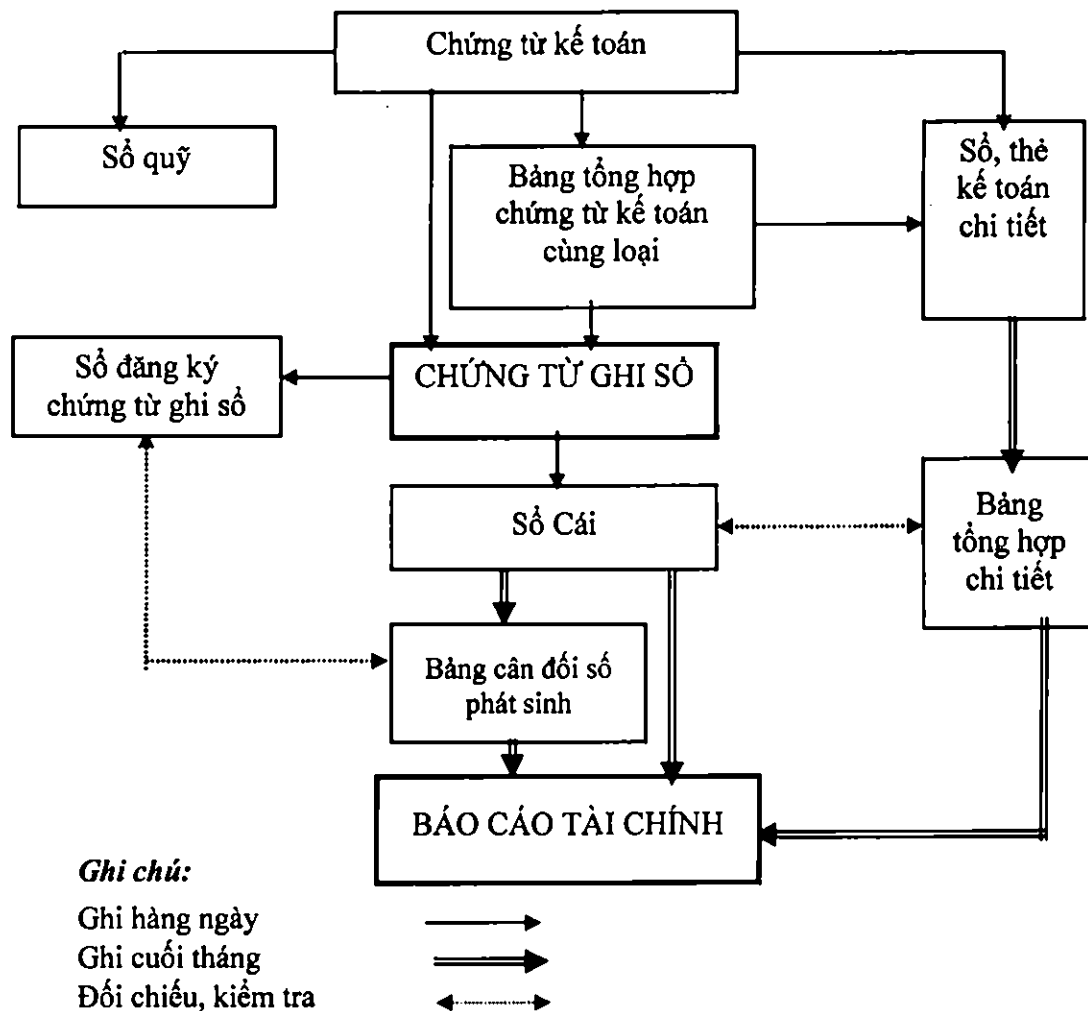 Chứng từ kế toán
Sổ quỹ
Bảng tổng hợp
chứng từ kế toán
cùng loại
Sổ, thẻ
kế toán
chi tiết
Sổ đăng ký
chứng từ ghi sổ
CHỨNG TỪ GHI SỔ
Sổ Cái
Bảng
tổng hợp
chi tiết
Bảng cân đối số
phát sinh
BÁO CÁO TÀI CHÍNH
Ghi chú:
Ghi hàng ngày
Ghi cuối tháng
Đối chiếu, kiểm tra